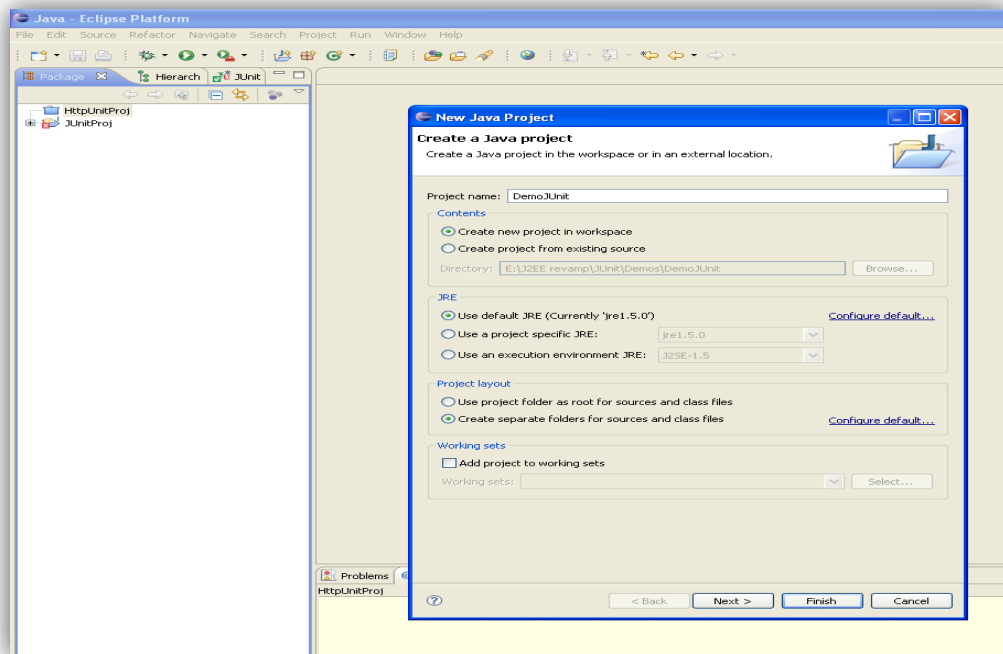 Java - Eclipse Platform
File Edit Source Refactor Navigate Search Project Run Window Help
Package Hierarch JUnit
HttpUnitProj
JUnitProj
New Java Project
Create a Java project
Create a Java project in the workspace or in an external location.
Project name: DemoJUnit
Contents
Create new project in workspace
Create project from existing source
Directory: E:\J2EE revamp\JUnit\Demos\DemoJUnit Browse...
JRE
Use default JRE (Currently 'jre1.5.0') Configure default...
Use a project specific JRE: jre1.5.0
Use an execution environment JRE: J2SE-1.5
Project layout
Use project folder as root for sources and class files
Create separate folders for sources and class files Configure default...
Working sets
Add project to working sets
Working sets: Select...
Problems
HttpUnitProj
? < Back Next > Finish Cancel